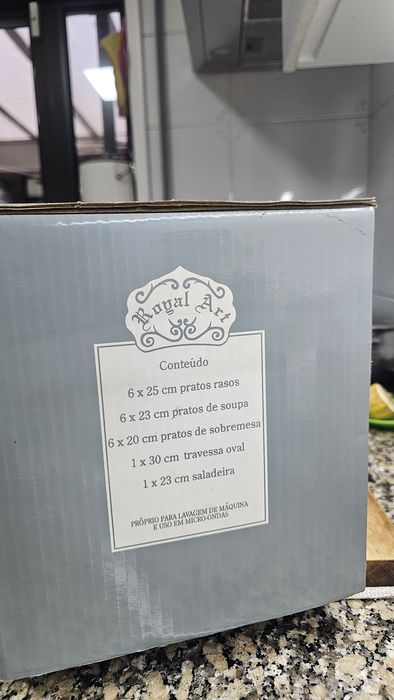 Royal Art
Conteúdo
6 x 25 cm pratos rasos
6 x 23 cm pratos de soupa
6 x 20 cm pratos de sobremesa
1 x 30 cm travessa oval
1 x 23 cm saladeira
PRÓPRIO PARA LAVAGEM DE MÁQUINA
E USO EM MICRO-ONDAS